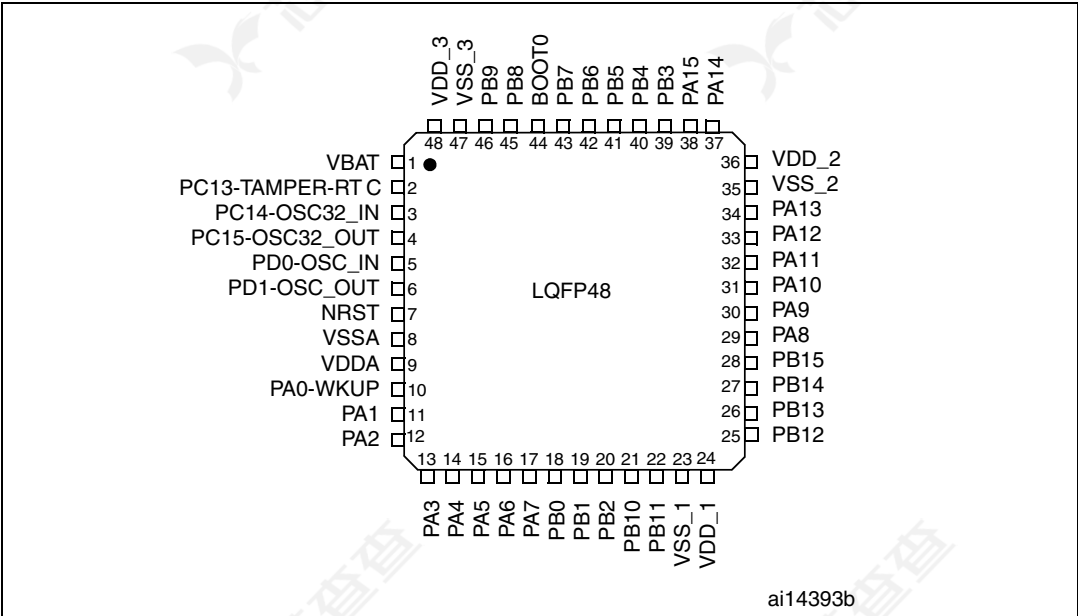 VDD_3
VSS_3
PB9
PB8
BOOT0
PB7
PB6
PB5
PB4
PB3
PA15
PA14
48 47 46 45 44 43 42 41 40 39 38 37
VBAT 1
PC13-TAMPER-RT C 2
PC14-OSC32_IN 3
PC15-OSC32_OUT 4
PD0-OSC_IN 5
PD1-OSC_OUT 6
NRST 7
VSSA 8
VDDA 9
PA0-WKUP 10
PA1 11
PA2 12
LQFP48
36 VDD_2
35 VSS_2
34 PA13
33 PA12
32 PA11
31 PA10
30 PA9
29 PA8
28 PB15
27 PB14
26 PB13
25 PB12
13 14 15 16 17 18 19 20 21 22 23 24
PA3
PA4
PA5
PA6
PA7
PB0
PB1
PB2
PB10
PB11
VSS_1
VDD_1
ai14393b